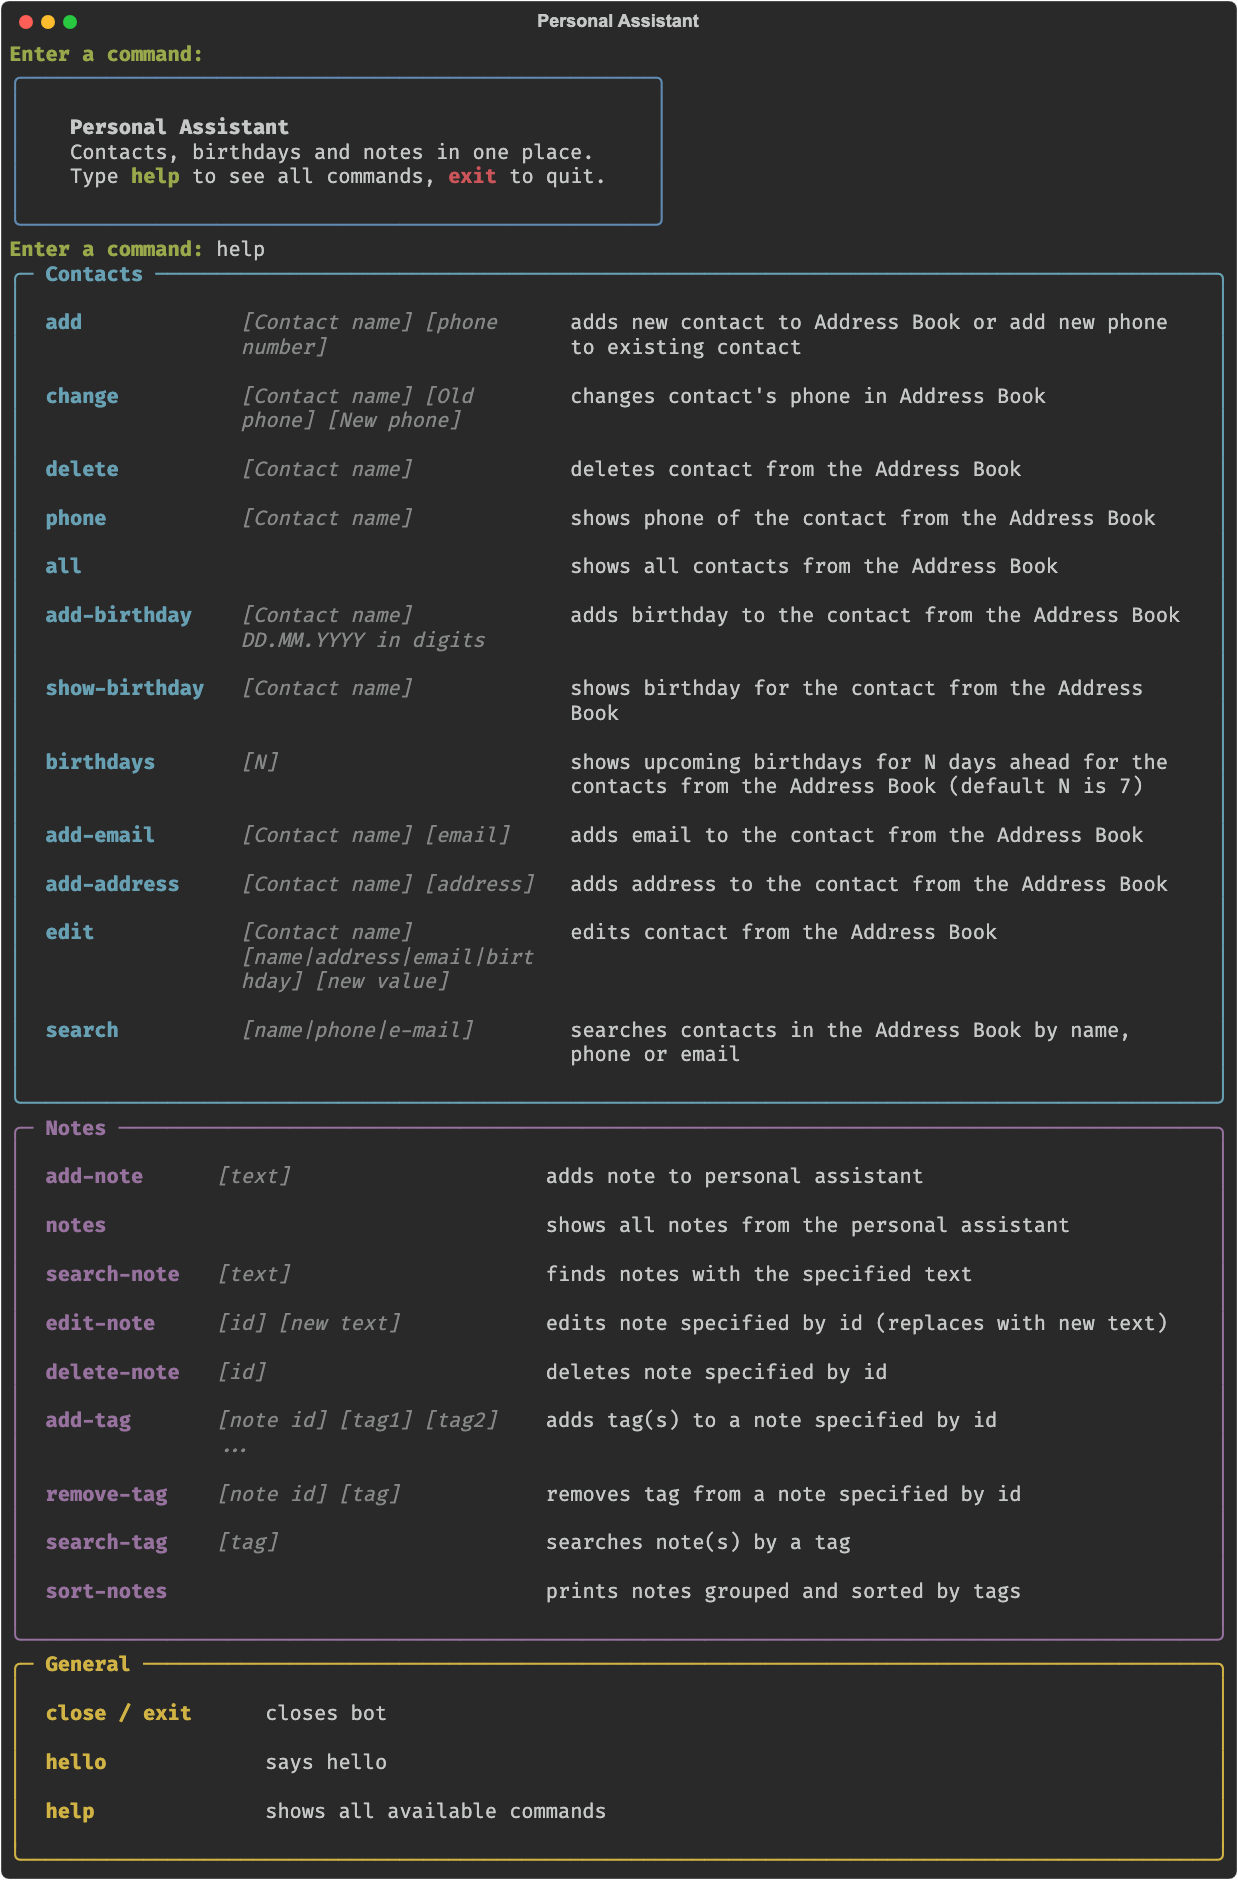 Personal Assistant
Enter a command:
Personal Assistant
Contacts, birthdays and notes in one place.
Type help to see all commands, exit to quit.
Enter a command: help
Contacts
add [Contact name] [phone adds new contact to Address Book or add new phone
number] to existing contact
change [Contact name] [Old changes contact's phone in Address Book
phone] [New phone]
delete [Contact name] deletes contact from the Address Book
phone [Contact name] shows phone of the contact from the Address Book
all shows all contacts from the Address Book
add-birthday [Contact name] adds birthday to the contact from the Address Book
DD.MM.YYYY in digits
show-birthday [Contact name] shows birthday for the contact from the Address
Book
birthdays [N] shows upcoming birthdays for N days ahead for the
contacts from the Address Book (default N is 7)
add-email [Contact name] [email] adds email to the contact from the Address Book
add-address [Contact name] [address] adds address to the contact from the Address Book
edit [Contact name] edits contact from the Address Book
[name|address|email|birt
hday] [new value]
search [name|phone|e-mail] searches contacts in the Address Book by name,
phone or email
Notes
add-note [text] adds note to personal assistant
notes shows all notes from the personal assistant
search-note [text] finds notes with the specified text
edit-note [id] [new text] edits note specified by id (replaces with new text)
delete-note [id] deletes note specified by id
add-tag [note id] [tag1] [tag2] adds tag(s) to a note specified by id
...
remove-tag [note id] [tag] removes tag from a note specified by id
search-tag [tag] searches note(s) by a tag
sort-notes prints notes grouped and sorted by tags
General
close / exit closes bot
hello says hello
help shows all available commands